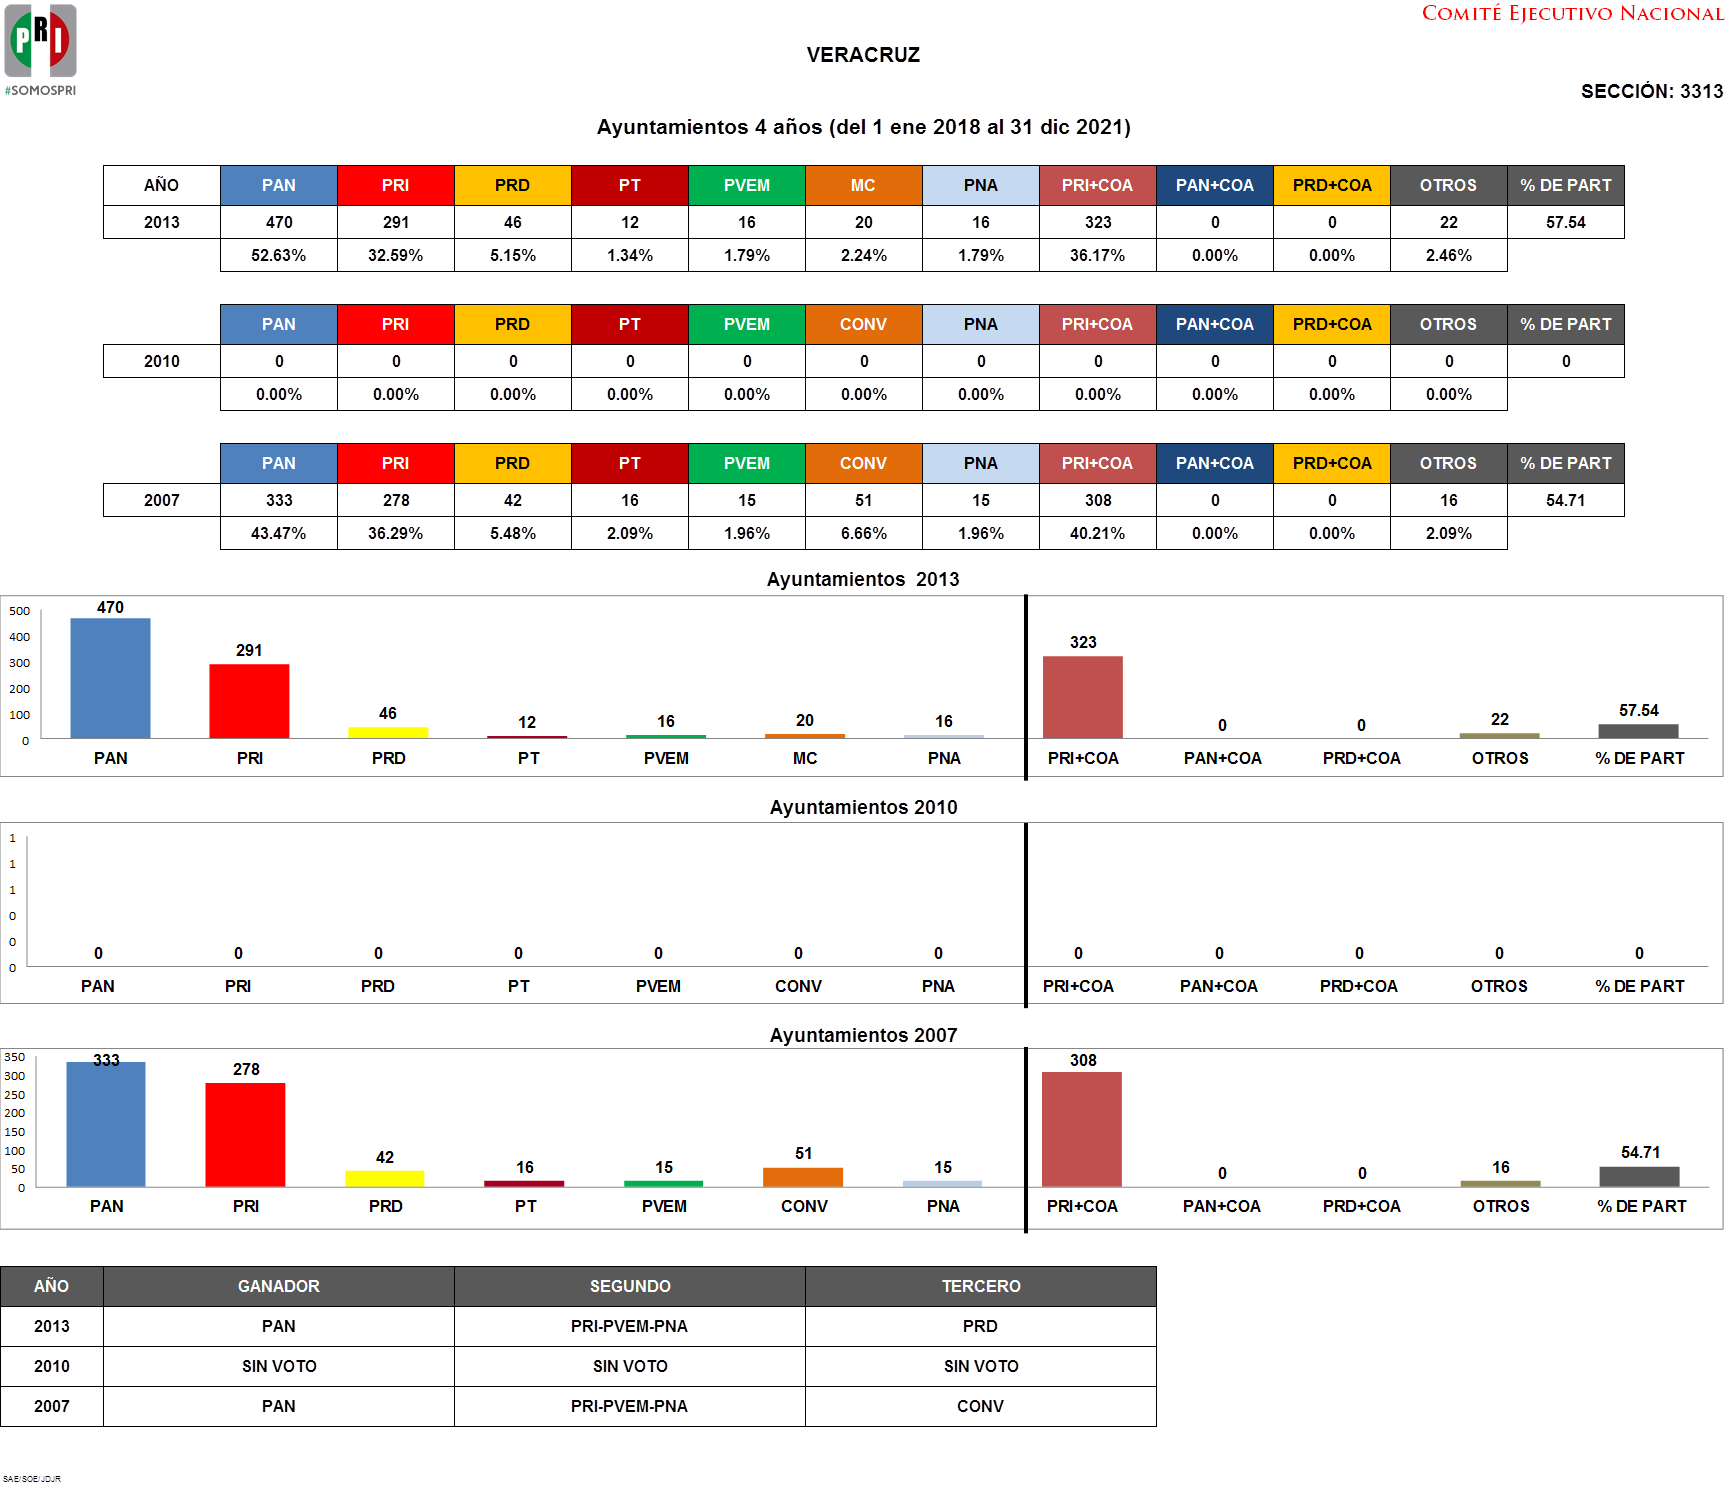 PRI
#SOMOSPRI
COMITÉ EJECUTIVO NACIONAL
VERACRUZ
SECCIÓN: 3313
Ayuntamientos 4 años (del 1 ene 2018 al 31 dic 2021)
AÑO PAN PRI PRD PT PVEM MC PNA PRI+COA PAN+COA PRD+COA OTROS % DE PART
2013 470 291 46 12 16 20 16 323 0 0 22 57.54
52.63% 32.59% 5.15% 1.34% 1.79% 2.24% 1.79% 36.17% 0.00% 0.00% 2.46%
PAN PRI PRD PT PVEM CONV PNA PRI+COA PAN+COA PRD+COA OTROS % DE PART
2010 0 0 0 0 0 0 0 0 0 0 0 0
0.00% 0.00% 0.00% 0.00% 0.00% 0.00% 0.00% 0.00% 0.00% 0.00% 0.00%
PAN PRI PRD PT PVEM CONV PNA PRI+COA PAN+COA PRD+COA OTROS % DE PART
2007 333 278 42 16 15 51 15 308 0 0 16 54.71
43.47% 36.29% 5.48% 2.09% 1.96% 6.66% 1.96% 40.21% 0.00% 0.00% 2.09%
Ayuntamientos 2013
500
400
300
200
100
0
470 291 46 12 16 20 16 323 0 0 22 57.54
PAN PRI PRD PT PVEM MC PNA PRI+COA PAN+COA PRD+COA OTROS % DE PART
Ayuntamientos 2010
1
1
1
0
0
0
0 0 0 0 0 0 0 0 0 0 0 0
PAN PRI PRD PT PVEM CONV PNA PRI+COA PAN+COA PRD+COA OTROS % DE PART
Ayuntamientos 2007
350
300
250
200
150
100
50
0
333 278 42 16 15 51 15 308 0 0 16 54.71
PAN PRI PRD PT PVEM CONV PNA PRI+COA PAN+COA PRD+COA OTROS % DE PART
AÑO GANADOR SEGUNDO TERCERO
2013 PAN PRI-PVEM-PNA PRD
2010 SIN VOTO SIN VOTO SIN VOTO
2007 PAN PRI-PVEM-PNA CONV
SAE/SOE/JDJR